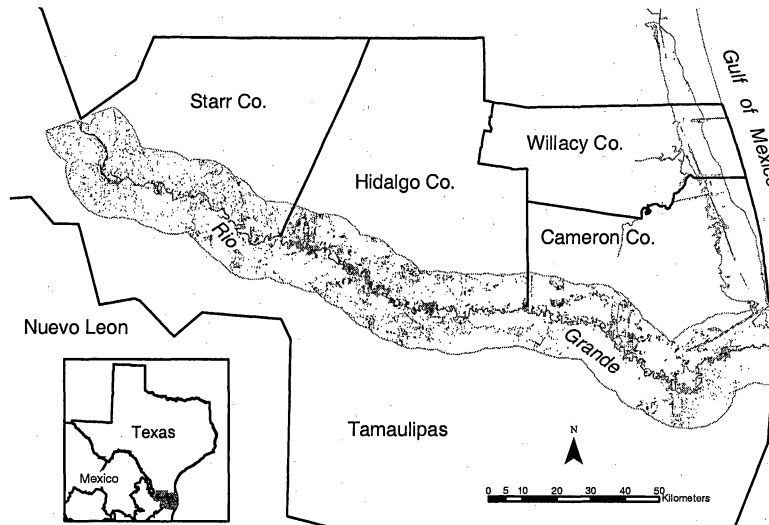 Starr Co.
Willacy Co.
Hidalgo Co.
Cameron Co.
Gulf of Mexico
Rio
Grande
Nuevo Leon
Tamaulipas
Texas
Mexico
N
0 5 10 20 30 40 50
Kilometers